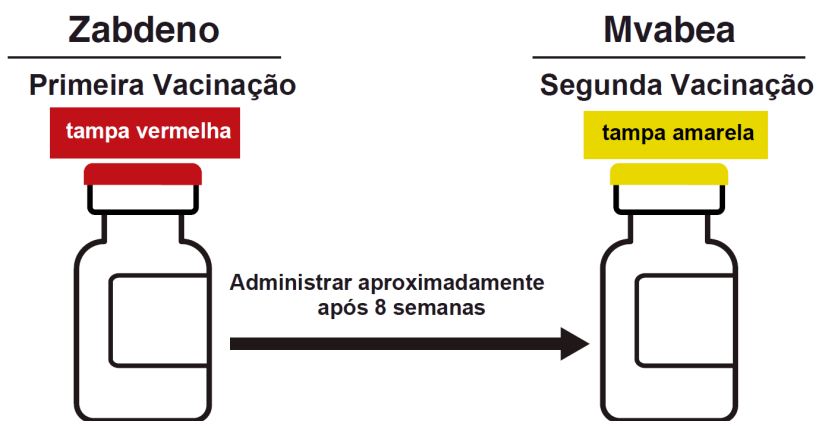 Zabdeno
Primeira Vacinação
tampa vermelha
Administrar aproximadamente
após 8 semanas
Mvabea
Segunda Vacinação
tampa amarela